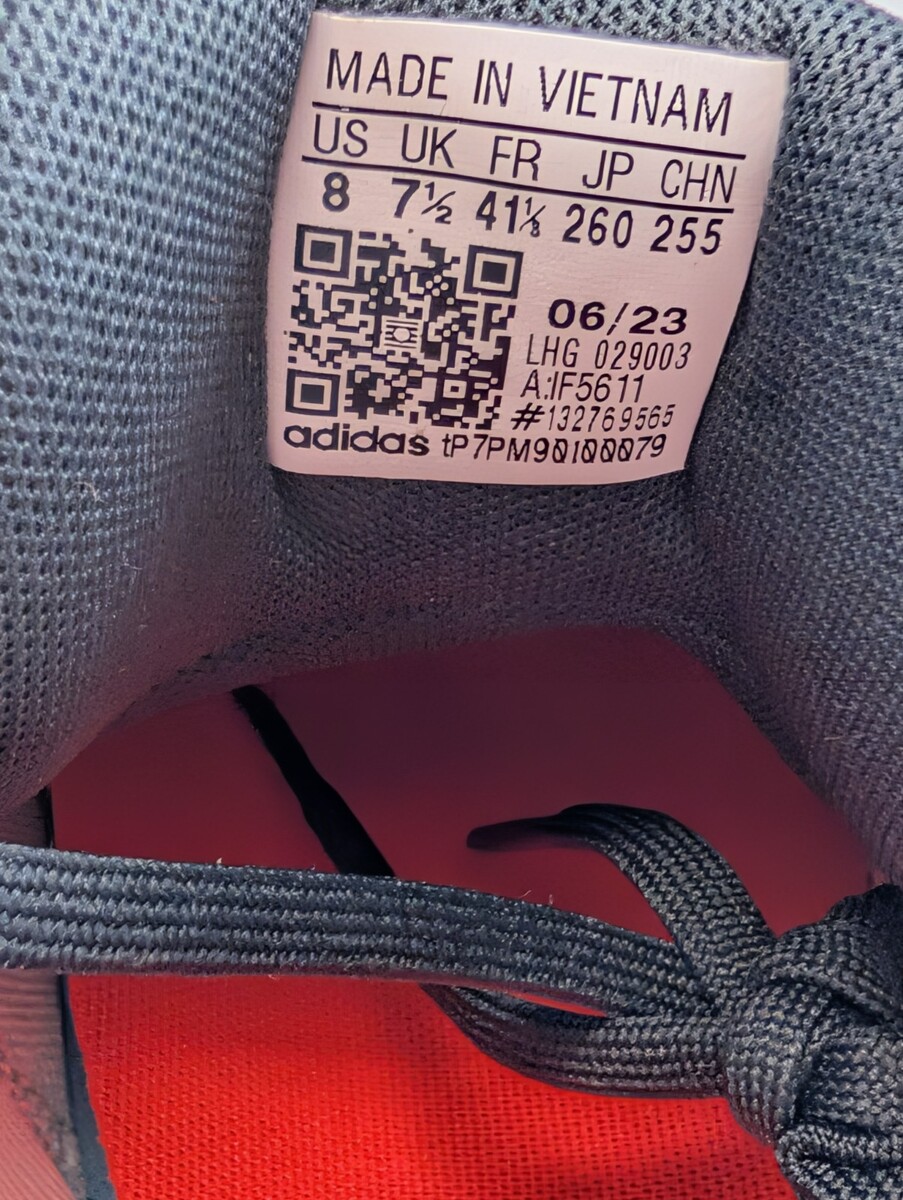 MADE IN VIETNAM
US UK FR JP CHN
8 7½ 41⅓ 260 255
06/23
LHG 029003
A:IF5611
#132769565
adidas tP7PM90100079